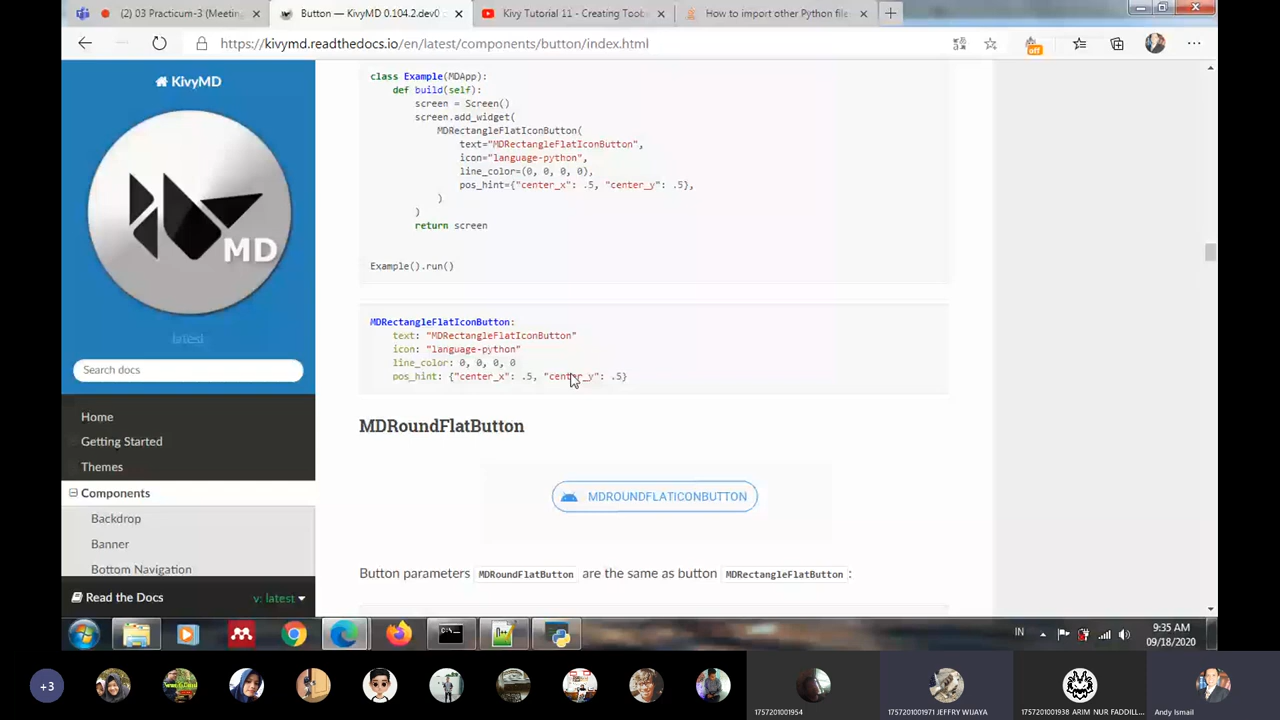 (2) 03 Practicum-3 (Meeting
Button — KivyMD 0.104.2.dev0
Kivy Tutorial 11 - Creating Toolb
How to import other Python file
https://kivymd.readthedocs.io/en/latest/components/button/index.html
off
KivyMD
MD
latest
Search docs
Home
Getting Started
Themes
Components
Backdrop
Banner
Bottom Navigation
Read the Docs
v: latest
class Example(MDApp):
def build(self):
screen = Screen()
screen.add_widget(
MDRectangleFlatIconButton(
text="MDRectangleFlatIconButton",
icon="language-python",
line_color=(0, 0, 0, 0),
pos_hint={"center_x": .5, "center_y": .5},
)
)
return screen
Example().run()
MDRectangleFlatIconButton:
text: "MDRectangleFlatIconButton"
icon: "language-python"
line_color: 0, 0, 0, 0
pos_hint: {"center_x": .5, "center_y": .5}
MDRoundFlatButton
MDROUNDFLATICONBUTTON
Button parameters MDRoundFlatButton are the same as button MDRectangleFlatButton :
IN
9:35 AM
09/18/2020
+3
1757201001954
1757201001971 JEFFRY WIJAYA
1757201001938 ARIM NUR FADDILL...
Andy Ismail